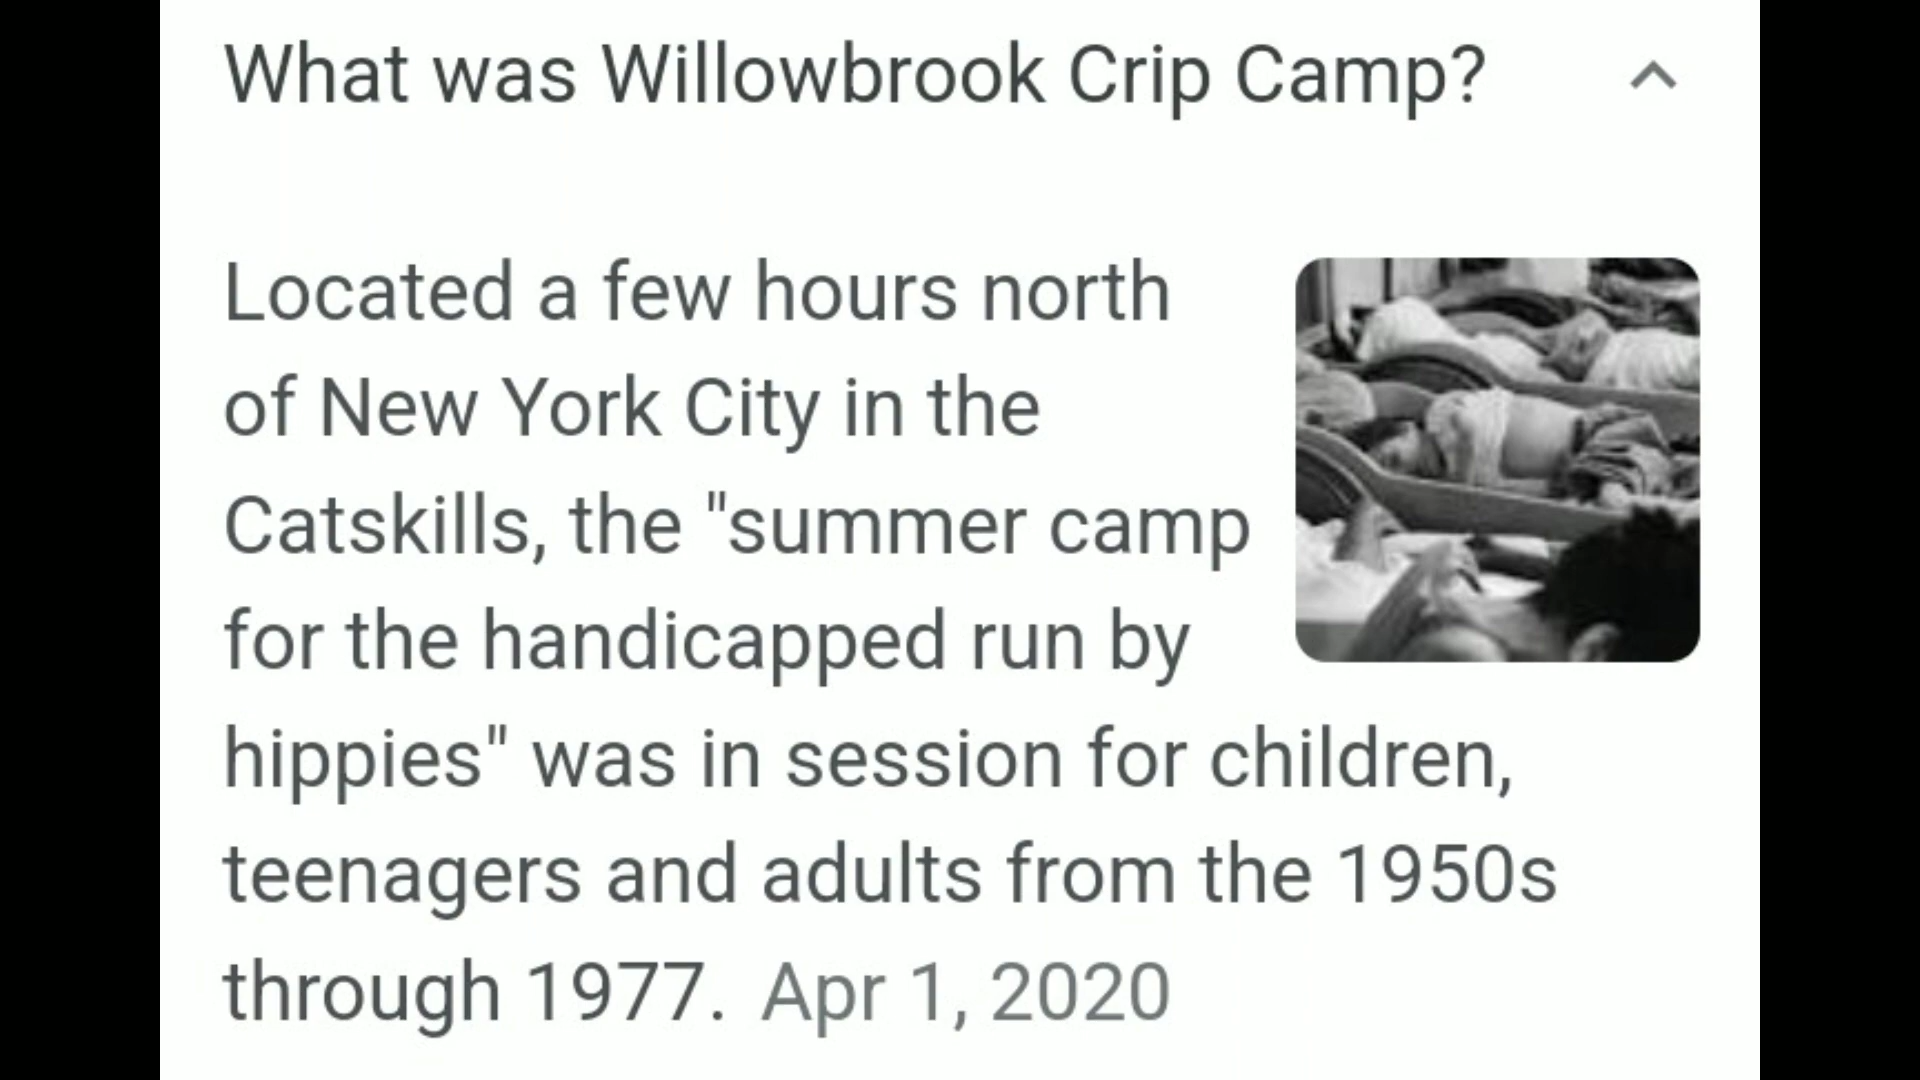 What was Willowbrook Crip Camp?
Located a few hours north
of New York City in the
Catskills, the "summer camp
for the handicapped run by
hippies" was in session for children,
teenagers and adults from the 1950s
through 1977. Apr 1, 2020